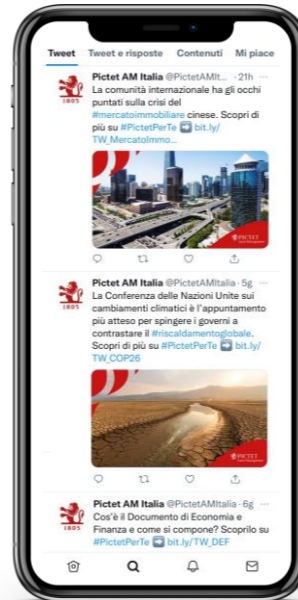 Tweet Tweet e risposte Contenuti Mi piace
Pictet AM Italia @PictetAMIt... · 21h
La comunità internazionale ha gli occhi
puntati sulla crisi del
#mercatoimmobiliare cinese. Scopri di
più su #PictetPerTe ➡️ bit.ly/
TW_MercatoImmo...
1805
PICTET
Pictet AM Italia @PictetAMItalia · 5g
La Conferenza delle Nazioni Unite sui
cambiamenti climatici è l'appuntamento
più atteso per spingere i governi a
contrastare il #riscaldamentoglobale.
Scopri di più su #PictetPerTe ➡️ bit.ly/
TW_COP26
1805
PICTET
Pictet AM Italia @PictetAMItalia · 6g
Cos'è il Documento di Economia e
Finanza e come si compone? Scoprilo su
#PictetPerTe ➡️ bit.ly/TW_DEF
1805